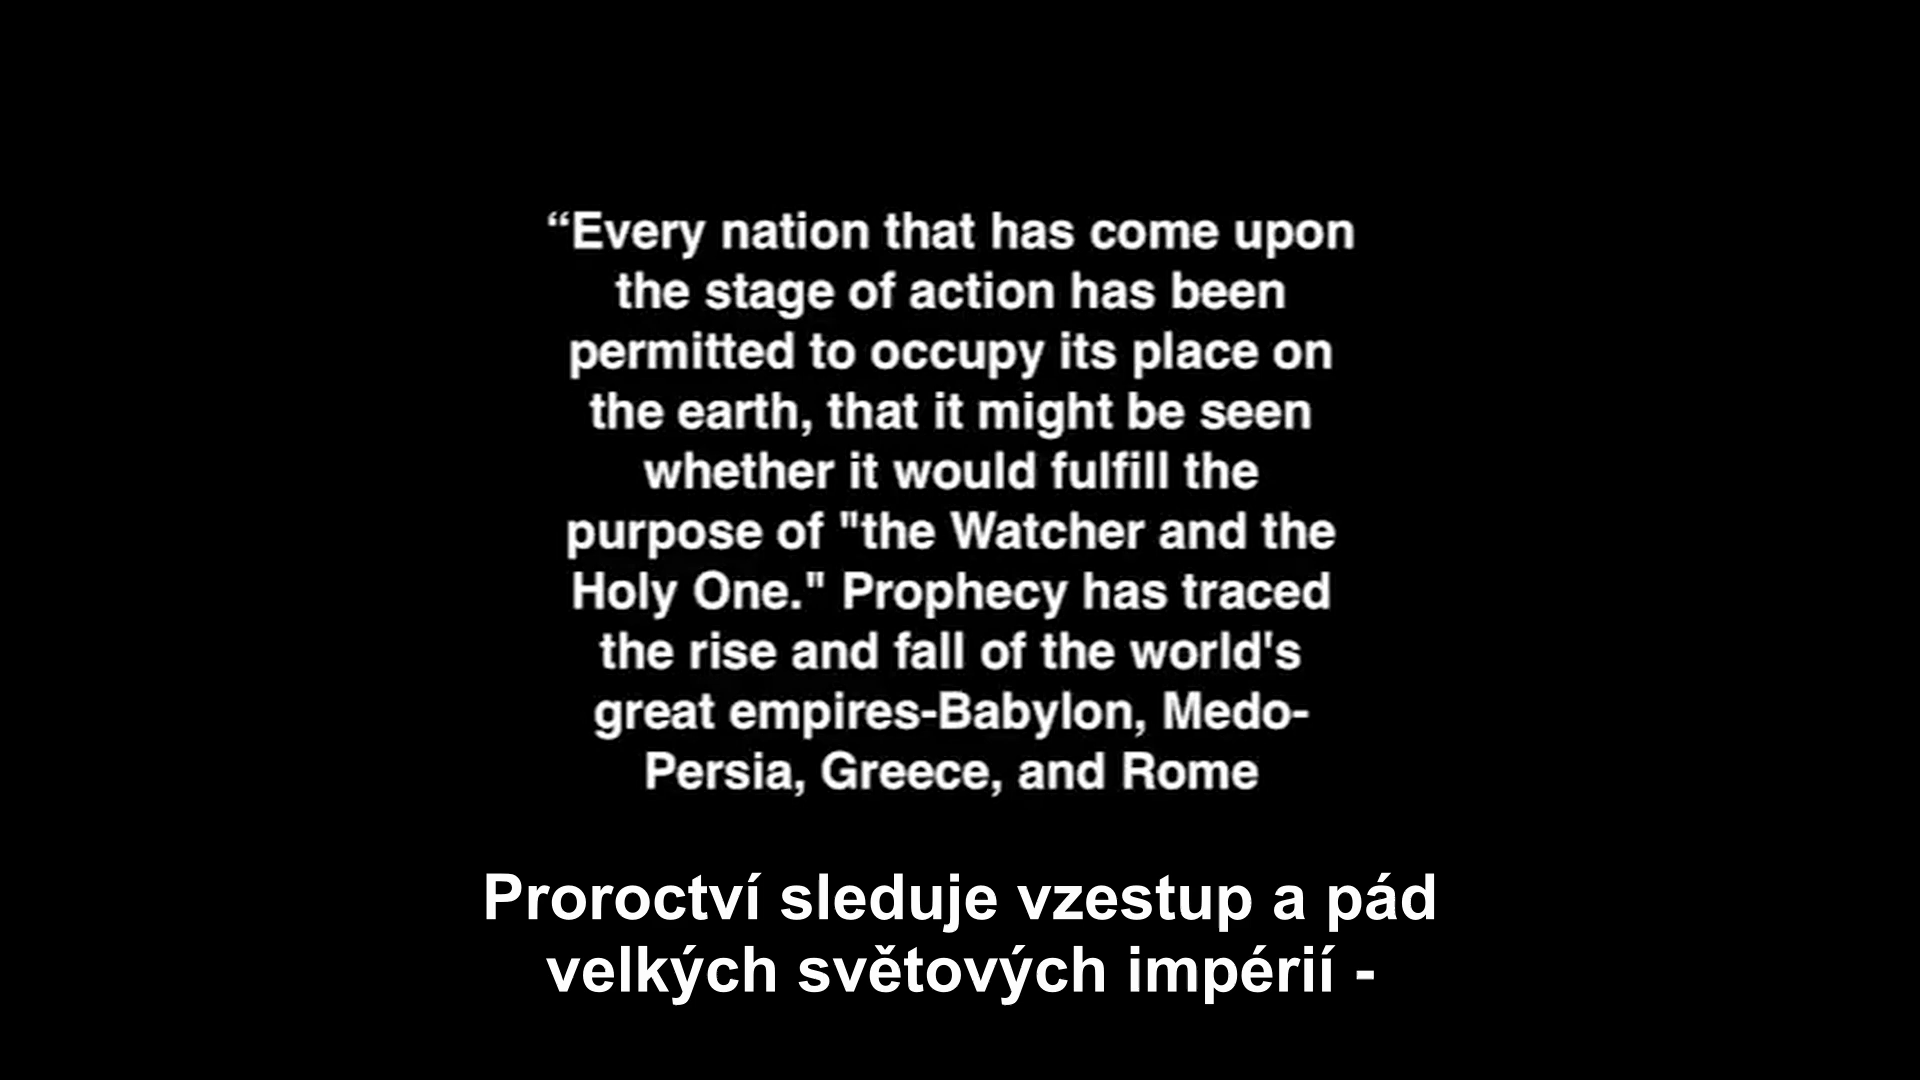 “Every nation that has come upon
the stage of action has been
permitted to occupy its place on
the earth, that it might be seen
whether it would fulfill the
purpose of "the Watcher and the
Holy One." Prophecy has traced
the rise and fall of the world's
great empires-Babylon, Medo-
Persia, Greece, and Rome
Proroctví sleduje vzestup a pád
velkých světových impérií -